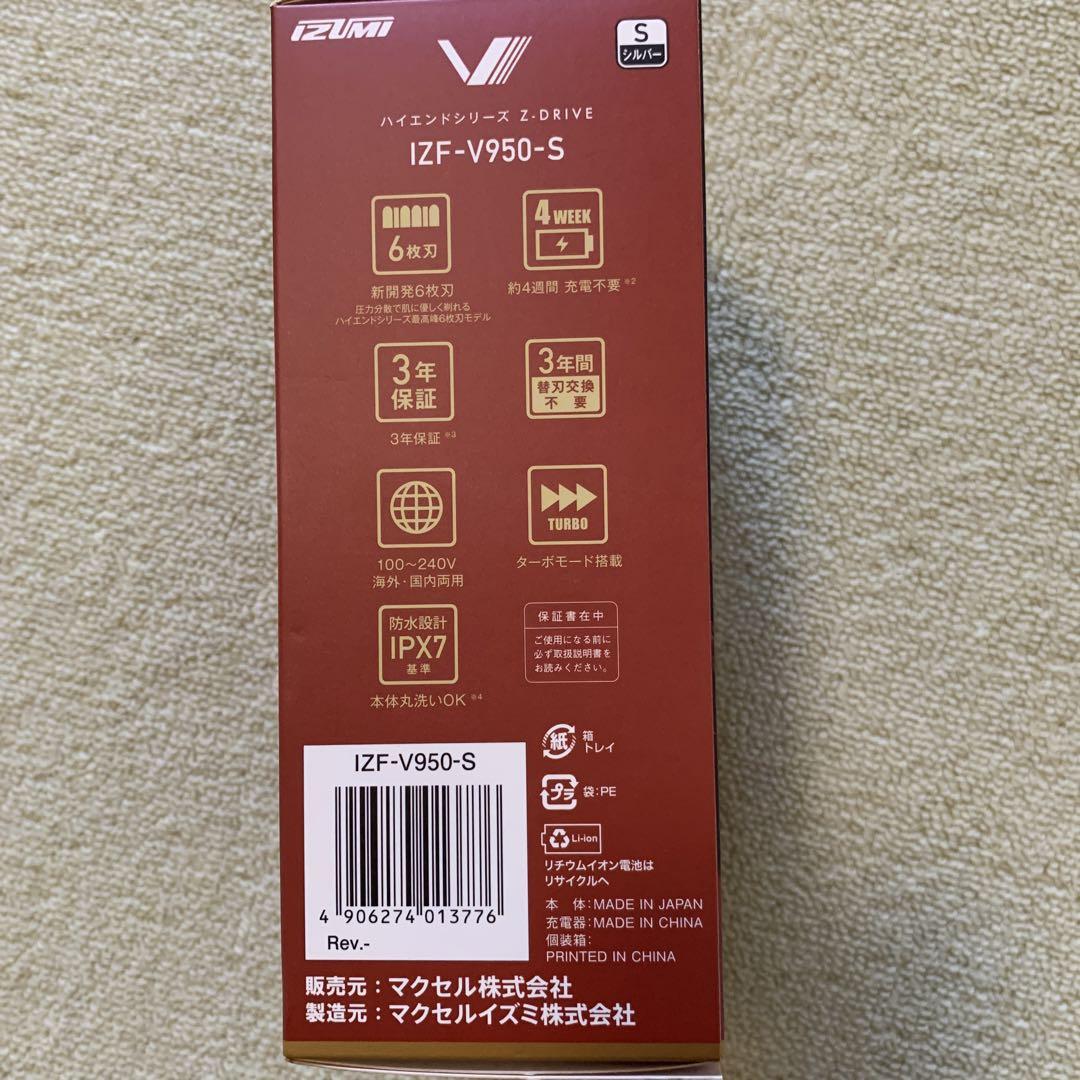 IZUMI
S
シルバー
ハイエンドシリーズ Z-DRIVE
IZF-V950-S
6枚刃
新開発6枚刃
圧力分散で肌に優しく剃れる
ハイエンドシリーズ最高峰6枚刃モデル
4 WEEK
約4週間 充電不要 ※2
3年
保証
3年保証 ※3
3年間
替刃交換
不 要
100～240V
海外・国内両用
TURBO
ターボモード搭載
防水設計
IPX7
基準
本体丸洗いOK ※4
保証書在中
ご使用になる前に
必ず取扱説明書を
お読みください。
紙 箱
トレイ
プラ 袋:PE
Li-ion
リチウムイオン電池は
リサイクルへ
本 体:MADE IN JAPAN
充電器:MADE IN CHINA
個装箱:
PRINTED IN CHINA
IZF-V950-S
4 906274 013776
Rev.-
販売元：マクセル株式会社
製造元：マクセルイズミ株式会社